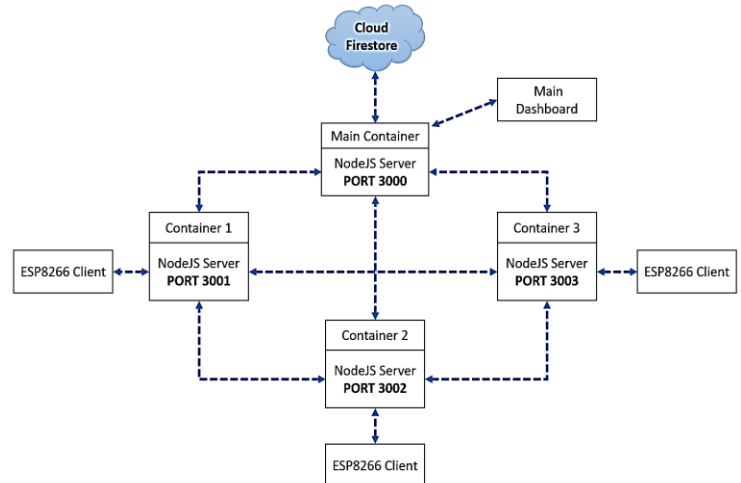 Cloud
Firestore
Main
Dashboard
Main Container
NodeJS Server
PORT 3000
Container 1
NodeJS Server
PORT 3001
Container 3
NodeJS Server
PORT 3003
ESP8266 Client
ESP8266 Client
Container 2
NodeJS Server
PORT 3002
ESP8266 Client